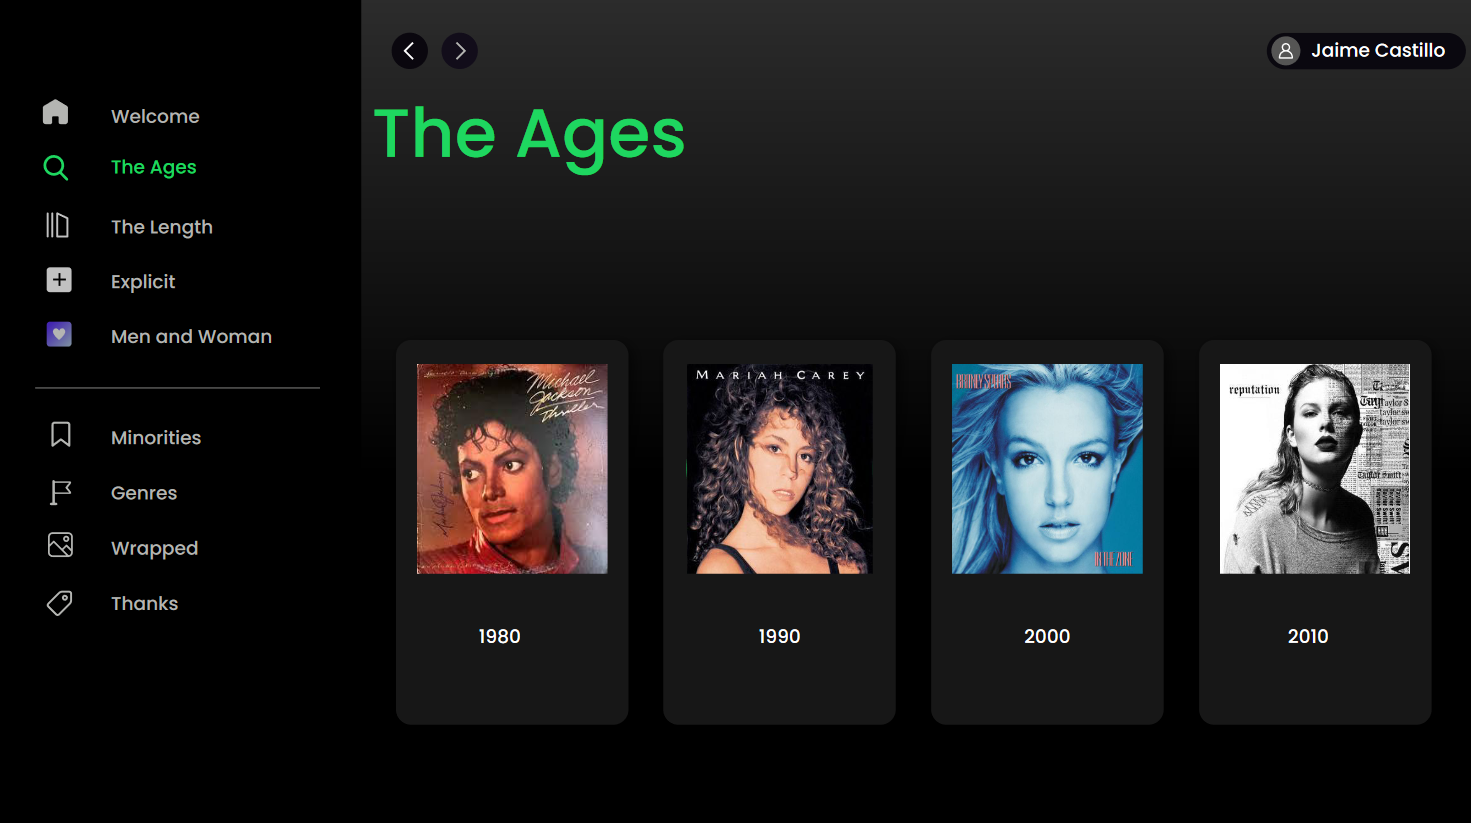 Welcome
The Ages
The Length
Explicit
Men and Woman
Minorities
Genres
Wrapped
Thanks
Jaime Castillo
The Ages
Michael
Jackson
Thriller
MARIAH CAREY
BRITNEY SPEARS
IN THE ZONE
reputation
Taylor Swift
1980
1990
2000
2010